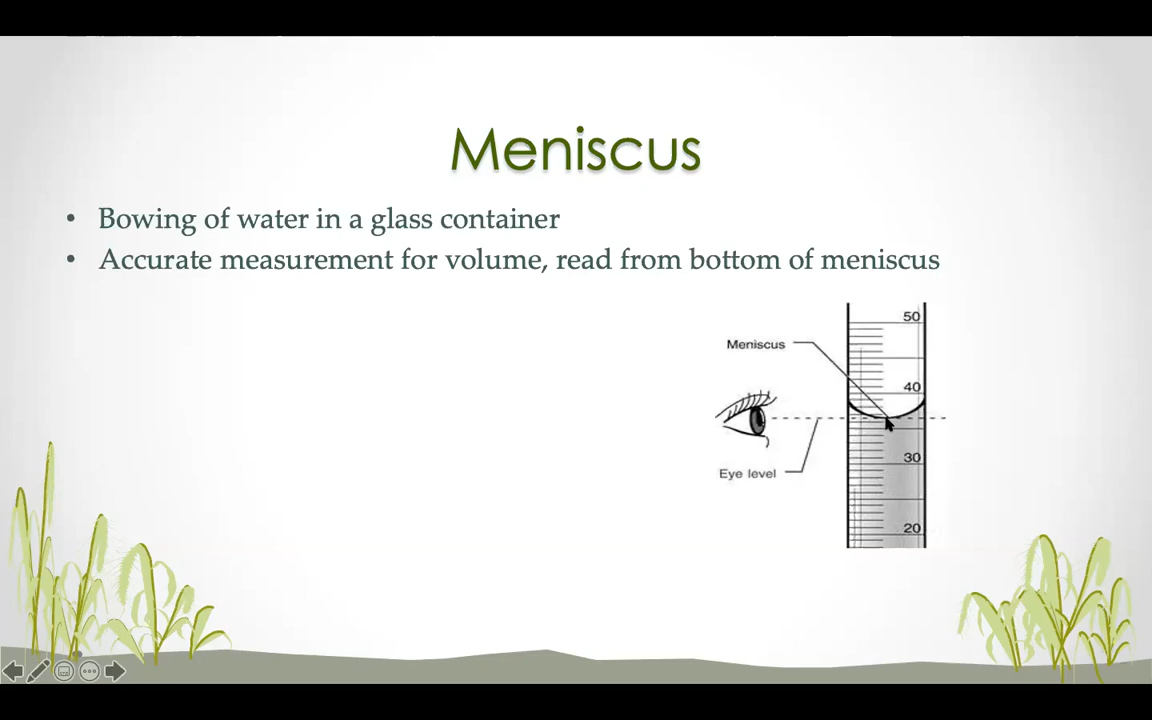 Meniscus
• Bowing of water in a glass container
• Accurate measurement for volume, read from bottom of meniscus
50
Meniscus
40
30
Eye level
20